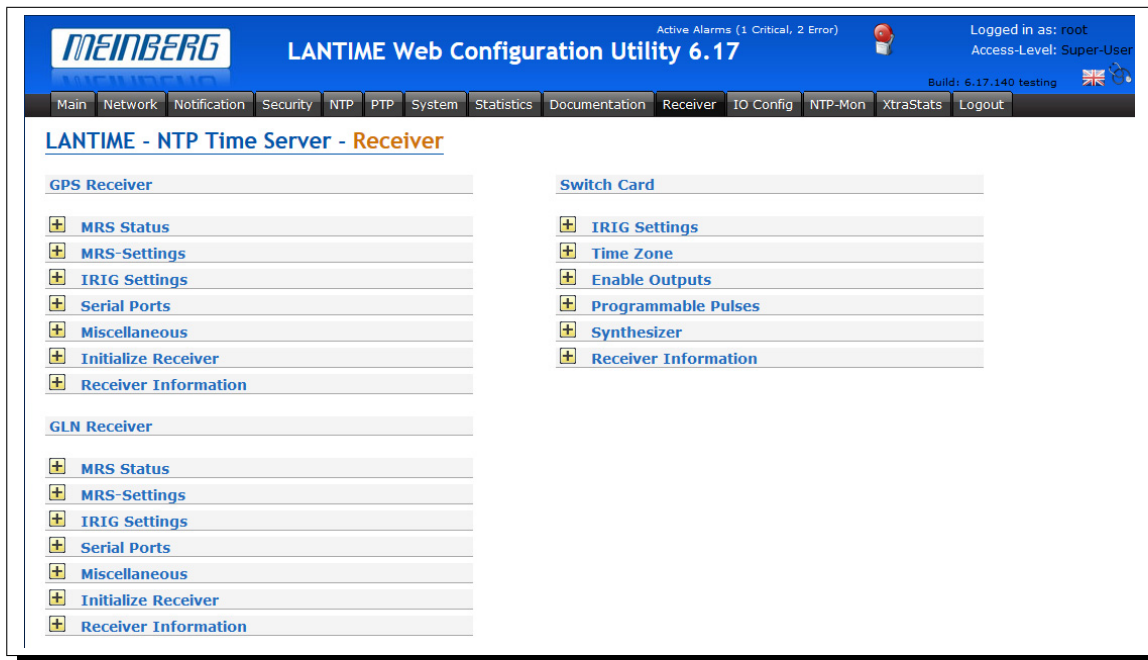 MEINBERG
LANTIME Web Configuration Utility 6.17
Active Alarms (1 Critical, 2 Error)
Logged in as: root
Access-Level: Super-User
Build: 6.17.140 testing
Main Network Notification Security NTP PTP System Statistics Documentation Receiver IO Config NTP-Mon XtraStats Logout
LANTIME - NTP Time Server - Receiver
GPS Receiver
MRS Status
MRS-Settings
IRIG Settings
Serial Ports
Miscellaneous
Initialize Receiver
Receiver Information
GLN Receiver
MRS Status
MRS-Settings
IRIG Settings
Serial Ports
Miscellaneous
Initialize Receiver
Receiver Information
Switch Card
IRIG Settings
Time Zone
Enable Outputs
Programmable Pulses
Synthesizer
Receiver Information